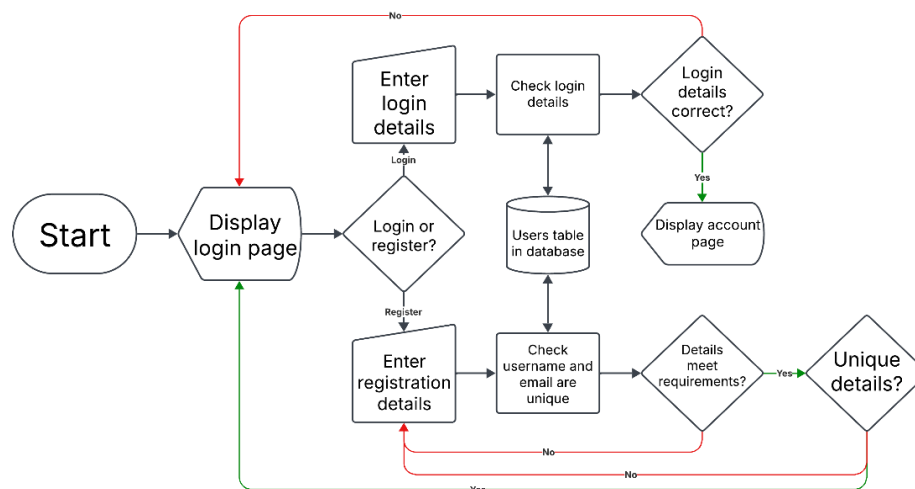 No
Enter
login
details
Check login
details
Login
details
correct?
Login
Yes
Start
Display
login page
Login or
register?
Users table
in database
Display account
page
Register
Enter
registration
details
Check
username and
email are
unique
Details
meet
requirements?
Yes
Unique
details?
No
No
Yes